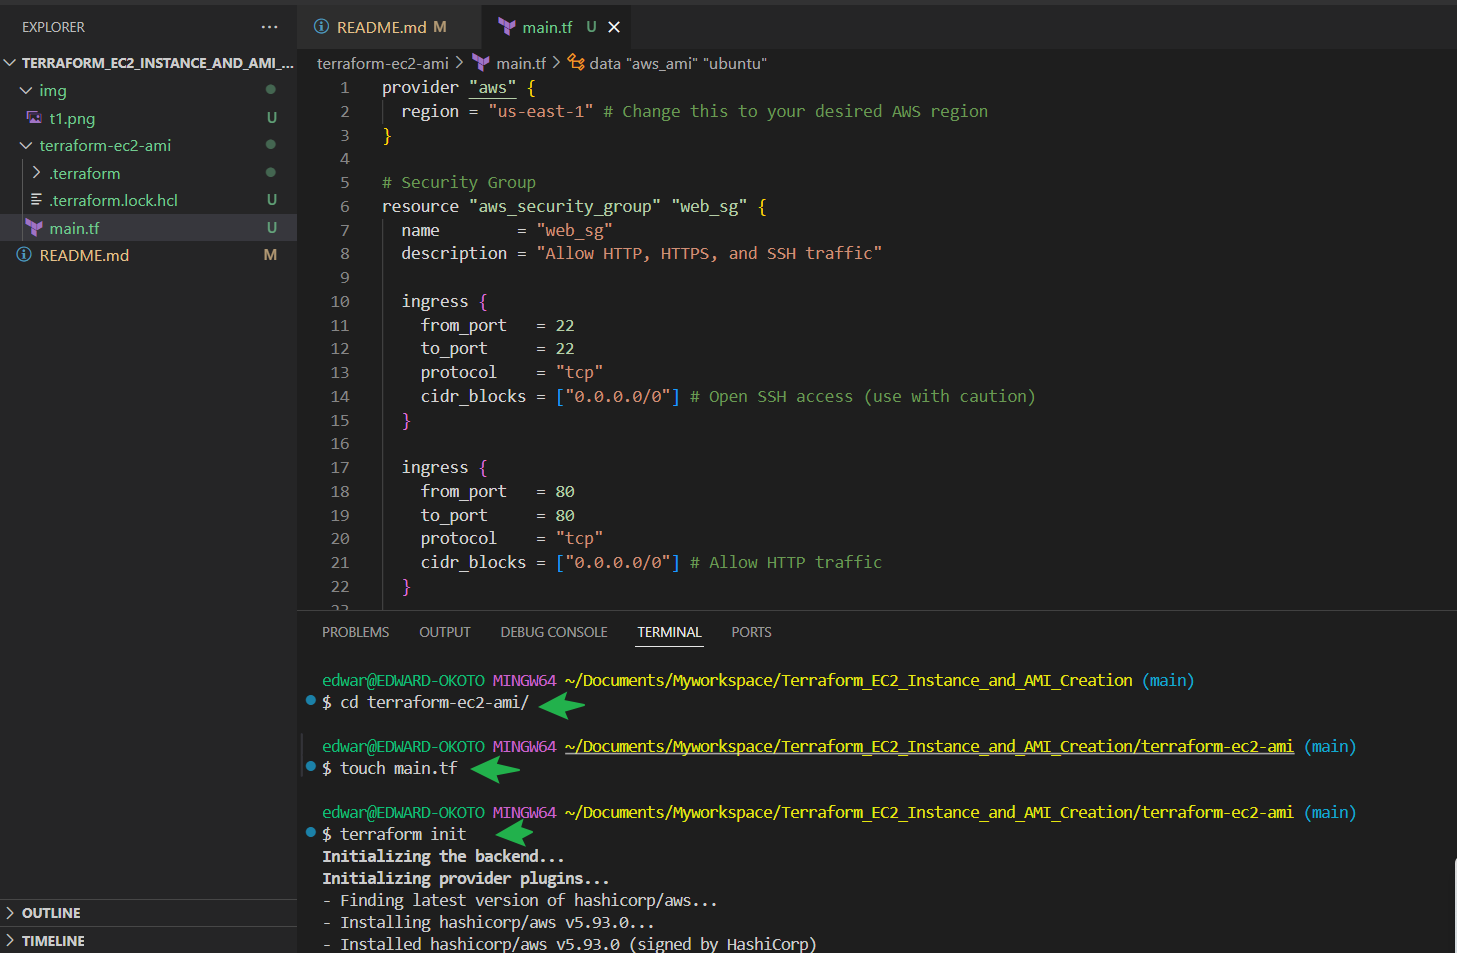 EXPLORER
TERRAFORM_EC2_INSTANCE_AND_AMI_...
img
t1.png U
terraform-ec2-ami
.terraform
.terraform.lock.hcl U
main.tf U
README.md M
OUTLINE
TIMELINE
README.md M
main.tf U
terraform-ec2-ami > main.tf > data "aws_ami" "ubuntu"
1 provider "aws" {
2 region = "us-east-1" # Change this to your desired AWS region
3 }
4
5 # Security Group
6 resource "aws_security_group" "web_sg" {
7 name = "web_sg"
8 description = "Allow HTTP, HTTPS, and SSH traffic"
9
10 ingress {
11 from_port = 22
12 to_port = 22
13 protocol = "tcp"
14 cidr_blocks = ["0.0.0.0/0"] # Open SSH access (use with caution)
15 }
16
17 ingress {
18 from_port = 80
19 to_port = 80
20 protocol = "tcp"
21 cidr_blocks = ["0.0.0.0/0"] # Allow HTTP traffic
22 }
23
PROBLEMS OUTPUT DEBUG CONSOLE TERMINAL PORTS
edwar@EDWARD-OKOTO MINGW64 ~/Documents/Myworkspace/Terraform_EC2_Instance_and_AMI_Creation (main)
$ cd terraform-ec2-ami/
edwar@EDWARD-OKOTO MINGW64 ~/Documents/Myworkspace/Terraform_EC2_Instance_and_AMI_Creation/terraform-ec2-ami (main)
$ touch main.tf
edwar@EDWARD-OKOTO MINGW64 ~/Documents/Myworkspace/Terraform_EC2_Instance_and_AMI_Creation/terraform-ec2-ami (main)
$ terraform init
Initializing the backend...
Initializing provider plugins...
- Finding latest version of hashicorp/aws...
- Installing hashicorp/aws v5.93.0...
- Installed hashicorp/aws v5.93.0 (signed by HashiCorp)